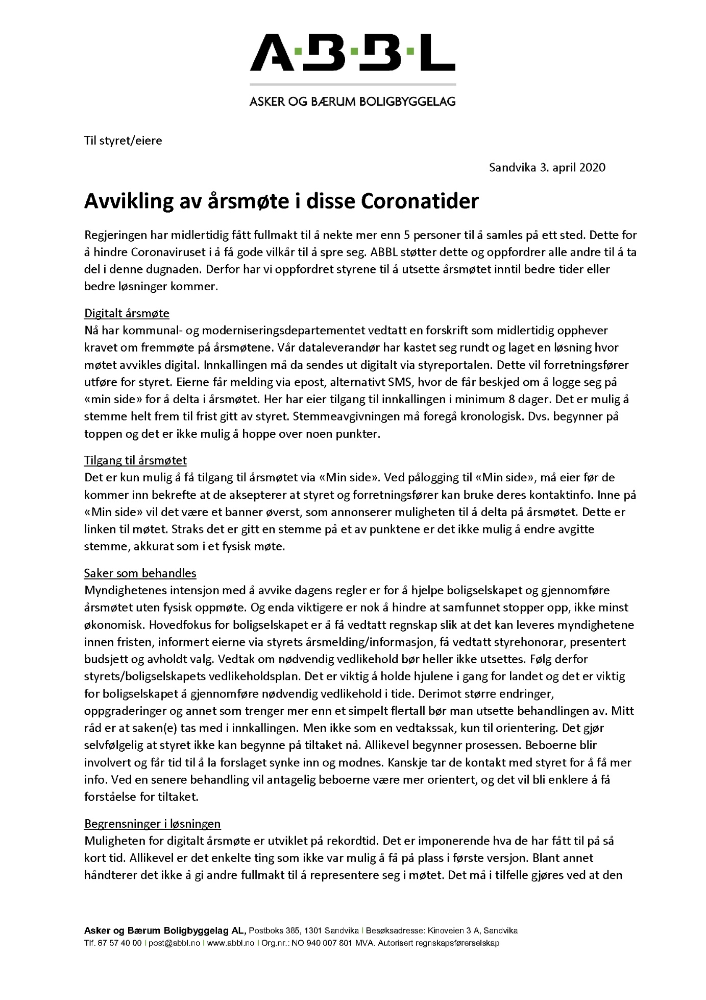 A·B·B·L
ASKER OG BÆRUM BOLIGBYGGELAG
Til styret/eiere
Sandvika 3. april 2020
Avvikling av årsmøte i disse Coronatider
Regjeringen har midlertidig fått fullmakt til å nekte mer enn 5 personer til å samles på ett sted. Dette for
å hindre Coronaviruset i å få gode vilkår til å spre seg. ABBL støtter dette og oppfordrer alle andre til å ta
del i denne dugnaden. Derfor har vi oppfordret styrene til å utsette årsmøtet inntil bedre tider eller
bedre løsninger kommer.
Digitalt årsmøte
Nå har kommunal- og moderniseringsdepartementet vedtatt en forskrift som midlertidig opphever
kravet om fremmøte på årsmøtene. Vår dataleverandør har kastet seg rundt og laget en løsning hvor
møtet avvikles digital. Innkallingen må da sendes ut digitalt via styreportalen. Dette vil forretningsfører
utføre for styret. Eierne får melding via epost, alternativt SMS, hvor de får beskjed om å logge seg på
«min side» for å delta i årsmøtet. Her har eier tilgang til innkallingen i minimum 8 dager. Det er mulig å
stemme helt frem til frist gitt av styret. Stemmeavgivningen må foregå kronologisk. Dvs. begynner på
toppen og det er ikke mulig å hoppe over noen punkter.
Tilgang til årsmøtet
Det er kun mulig å få tilgang til årsmøtet via «Min side». Ved pålogging til «Min side», må eier før de
kommer inn bekrefte at de aksepterer at styret og forretningsfører kan bruke deres kontaktinfo. Inne på
«Min side» vil det være et banner øverst, som annonserer muligheten til å delta på årsmøtet. Dette er
linken til møtet. Straks det er gitt en stemme på et av punktene er det ikke mulig å endre avgitte
stemme, akkurat som i et fysisk møte.
Saker som behandles
Myndighetenes intensjon med å avvike dagens regler er for å hjelpe boligselskapet og gjennomføre
årsmøtet uten fysisk oppmøte. Og enda viktigere er nok å hindre at samfunnet stopper opp, ikke minst
økonomisk. Hovedfokus for boligselskapet er å få vedtatt regnskap slik at det kan leveres myndighetene
innen fristen, informert eierne via styrets årsmelding/informasjon, få vedtatt styrehonorar, presentert
budsjett og avholdt valg. Vedtak om nødvendig vedlikehold bør heller ikke utsettes. Følg derfor
styrets/boligselskapets vedlikeholdsplan. Det er viktig å holde hjulene i gang for landet og det er viktig
for boligselskapet å gjennomføre nødvendig vedlikehold i tide. Derimot større endringer,
oppgraderinger og annet som trenger mer enn et simpelt flertall bør man utsette behandlingen av. Mitt
råd er at saken(e) tas med i innkallingen. Men ikke som en vedtakssak, kun til orientering. Det gjør
selvfølgelig at styret ikke kan begynne på tiltaket nå. Allikevel begynner prosessen. Beboerne blir
involvert og får tid til å la forslaget synke inn og modnes. Kanskje tar de kontakt med styret for å få mer
info. Ved en senere behandling vil antagelig beboerne være mer orientert, og det vil bli enklere å få
forståelse for tiltaket.
Begrensninger i løsningen
Muligheten for digitalt årsmøte er utviklet på rekordtid. Det er imponerende hva de har fått til på så
kort tid. Allikevel er det enkelte ting som ikke var mulig å få på plass i første versjon. Blant annet
håndterer det ikke å gi andre fullmakt til å representere seg i møtet. Det må i tilfelle gjøres ved at den
Asker og Bærum Boligbyggelag AL, Postboks 385, 1301 Sandvika | Besøksadresse: Kinoveien 3 A, Sandvika
Tlf. 67 57 40 00 | post@abbl.no | www.abbl.no | Org.nr.: NO 940 007 801 MVA. Autorisert regnskapsførerselskap